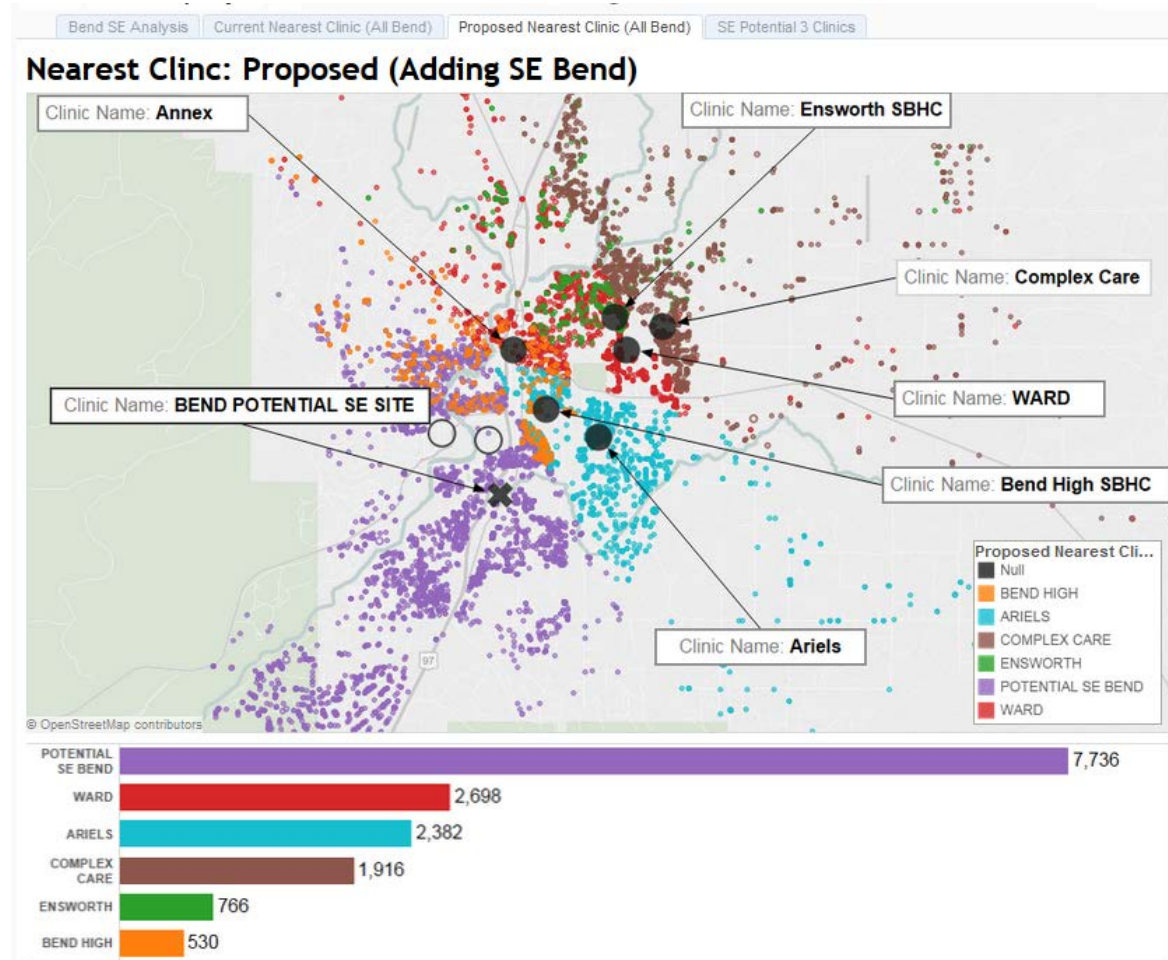 Bend SE Analysis
Current Nearest Clinic (All Bend)
Proposed Nearest Clinic (All Bend)
SE Potential 3 Clinics
Nearest Clinc: Proposed (Adding SE Bend)
Clinic Name: Annex
Clinic Name: Ensworth SBHC
Clinic Name: Complex Care
Clinic Name: BEND POTENTIAL SE SITE
Clinic Name: WARD
Clinic Name: Bend High SBHC
Clinic Name: Ariels
97
© OpenStreetMap contributors
Proposed Nearest Cli...
Null
BEND HIGH
ARIELS
COMPLEX CARE
ENSWORTH
POTENTIAL SE BEND
WARD
POTENTIAL
SE BEND
7,736
WARD
2,698
ARIELS
2,382
COMPLEX
CARE
1,916
ENSWORTH
766
BEND HIGH
530